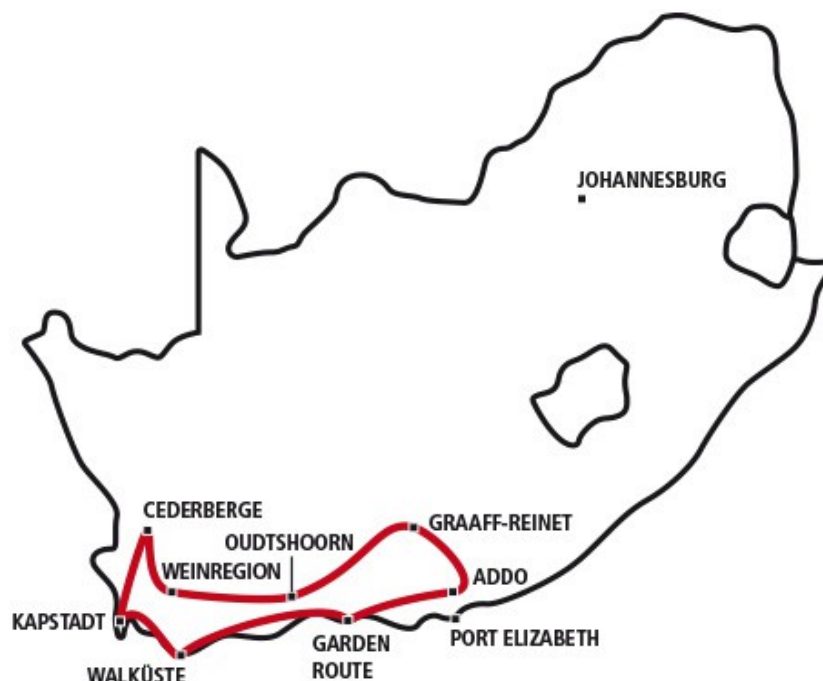 JOHANNESBURG
CEDERBERGE
OUDTSHOORN
GRAAFF-REINET
WEINREGION
ADDO
KAPSTADT
GARDEN
ROUTE
PORT ELIZABETH
WALKÜSTE